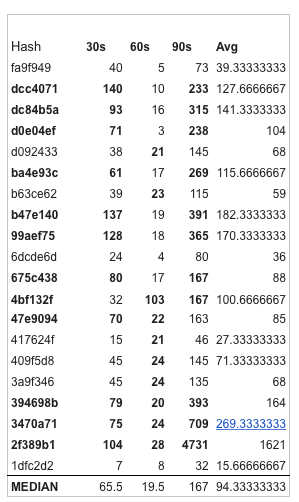 Hash 30s 60s 90s Avg
fa9f949 40 5 73 39.33333333
dcc4071 140 10 233 127.6666667
dc84b5a 93 16 315 141.3333333
d0e04ef 71 3 238 104
d092433 38 21 145 68
ba4e93c 61 17 269 115.6666667
b63ce62 39 23 115 59
b47e140 137 19 391 182.3333333
99aef75 128 18 365 170.3333333
6dcde6d 24 4 80 36
675c438 80 17 167 88
4bf132f 32 103 167 100.6666667
47e9094 70 22 163 85
417624f 15 21 46 27.33333333
409f5d8 45 24 145 71.33333333
3a9f346 45 24 135 68
394698b 79 20 393 164
3470a71 75 24 709 269.3333333
2f389b1 104 28 4731 1621
1dfc2d2 7 8 32 15.66666667
MEDIAN 65.5 19.5 167 94.33333333